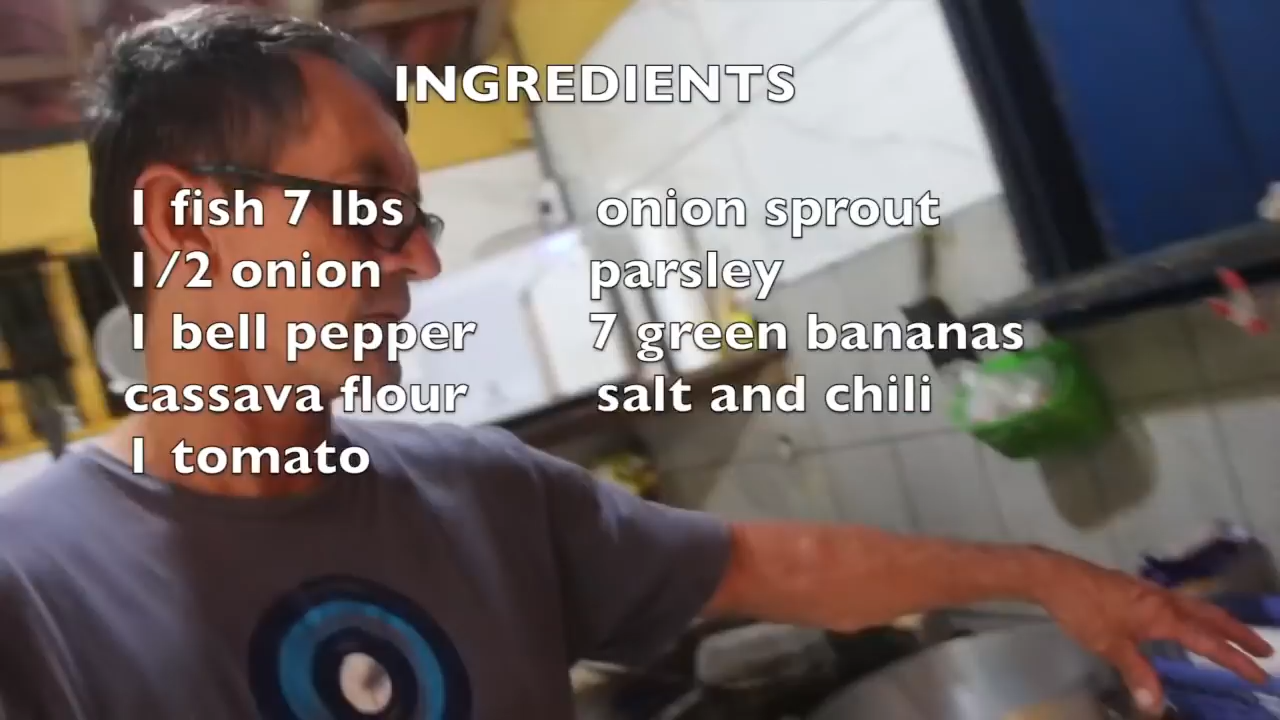 INGREDIENTS
1 fish 7 lbs
1/2 onion
1 bell pepper
cassava flour
1 tomato
onion sprout
parsley
7 green bananas
salt and chili